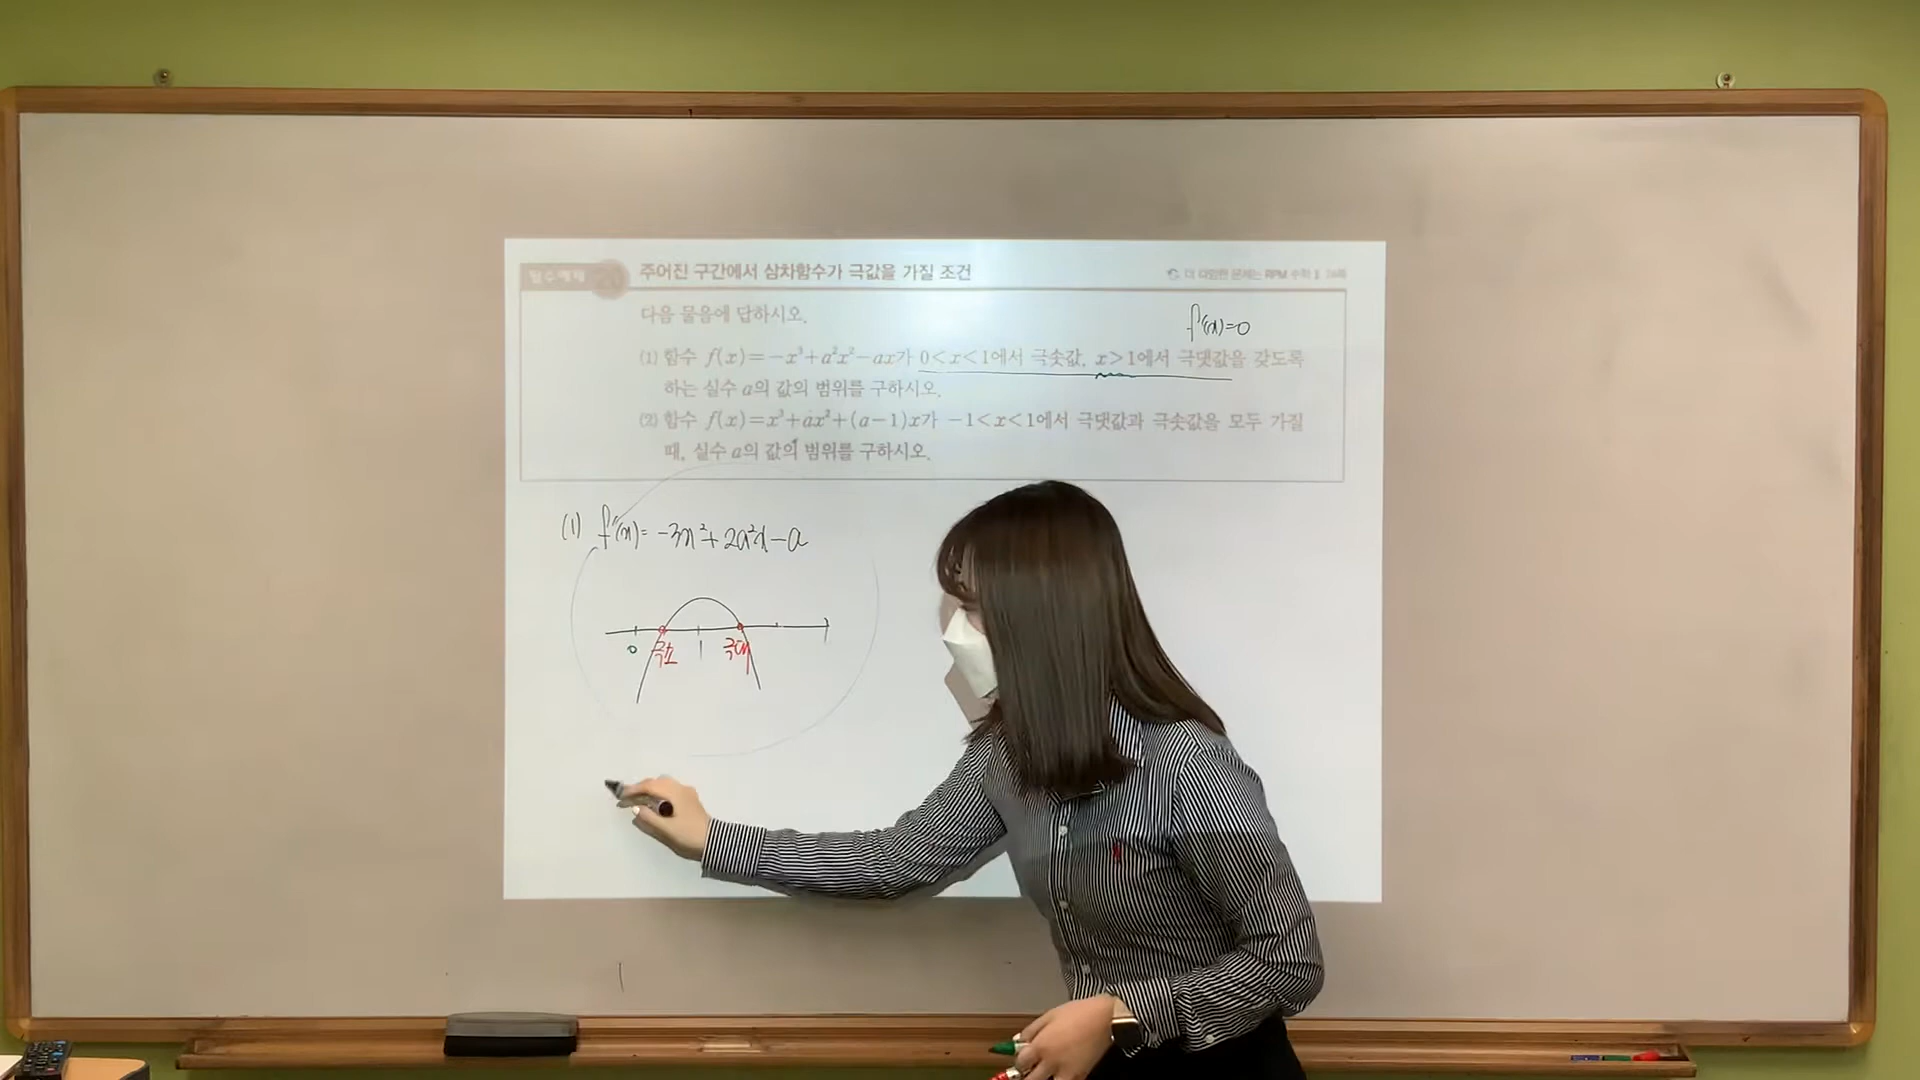 필수예제 20 주어진 구간에서 삼차함수가 극값을 가질 조건
더 다양한 문제는 RPM 수학 Ⅱ
다음 물음에 답하시오.
f'(x)=0
(1) 함수 f(x)=-x³+a²x²-ax가 0<x<1에서 극솟값, x>1에서 극댓값을 갖도록
하는 실수 a의 값의 범위를 구하시오.
(2) 함수 f(x)=x³+ax²+(a-1)x가 -1<x<1에서 극댓값과 극솟값을 모두 가질
때, 실수 a의 값의 범위를 구하시오.
(1) f'(x)= -3x²+2a²x-a
0 극소 1 극대